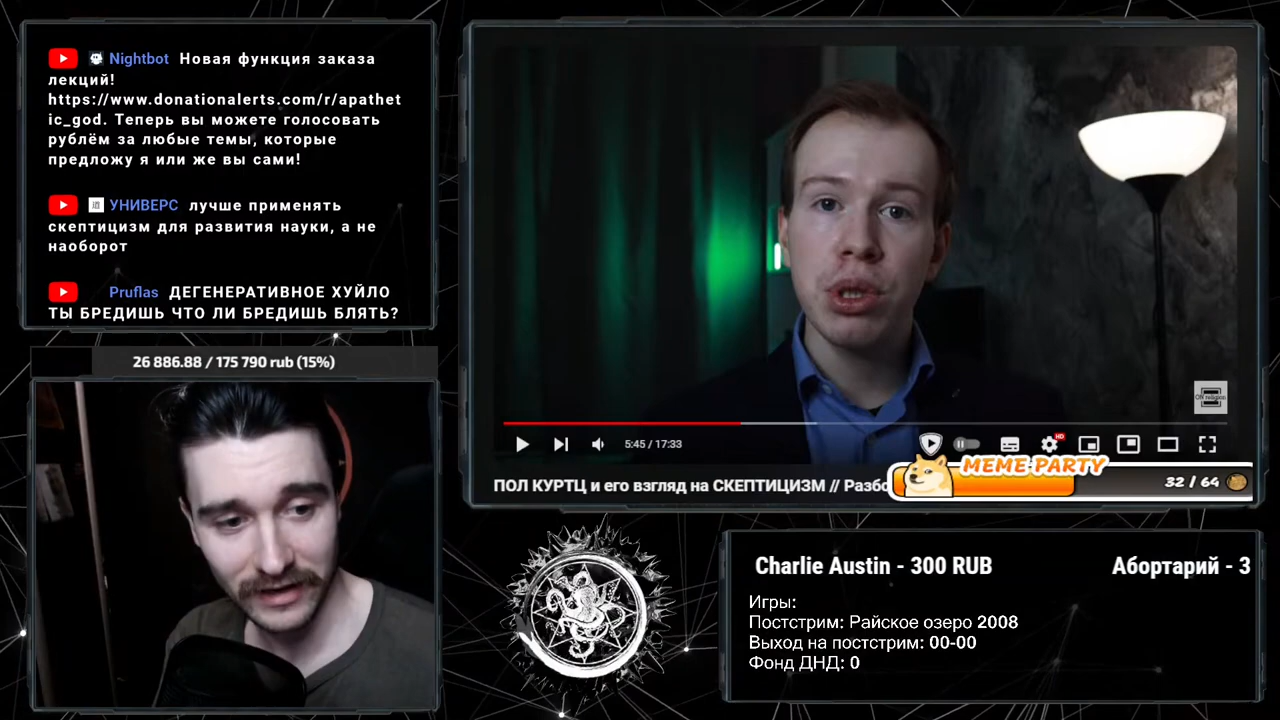 Nightbot Новая функция заказа
лекций!
https://www.donationalerts.com/r/apathet
ic_god. Теперь вы можете голосовать
рублём за любые темы, которые
предложу я или же вы сами!
УНИВЕРС лучше применять
скептицизм для развития науки, а не
наоборот
Pruflas ДЕГЕНЕРАТИВНОЕ ХУЙЛО
ТЫ БРЕДИШЬ ЧТО ЛИ БРЕДИШЬ БЛЯТЬ?
26 886.88 / 175 790 rub (15%)
ON religion
5:45 / 17:33
HD
MEME PARTY
32 / 64
ПОЛ КУРТЦ и его взгляд на СКЕПТИЦИЗМ // Разбо
Charlie Austin - 300 RUB
Абортарий - 3
Игры:
Постстрим: Райское озеро 2008
Выход на постстрим: 00-00
Фонд ДНД: 0